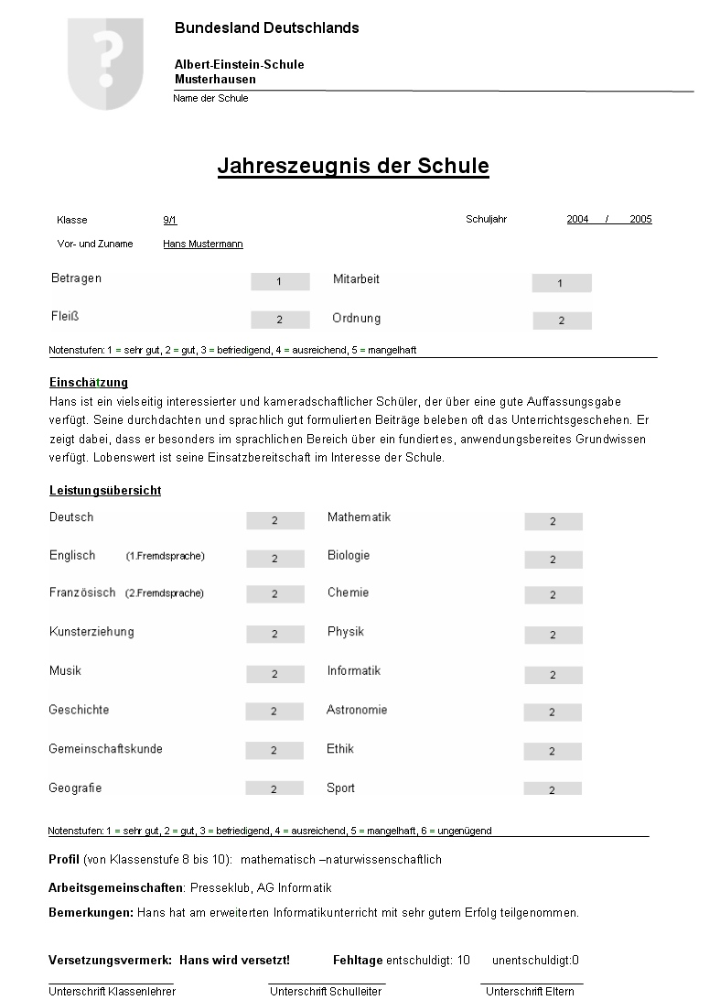 ?
Bundesland Deutschlands
Albert-Einstein-Schule
Musterhausen
Name der Schule
Jahreszeugnis der Schule
Klasse 9/1 Schuljahr 2004 / 2005
Vor- und Zuname Hans Mustermann
Betragen 1 Mitarbeit 1
Fleiß 2 Ordnung 2
Notenstufen: 1 = sehr gut, 2 = gut, 3 = befriedigend, 4 = ausreichend, 5 = mangelhaft
Einschätzung
Hans ist ein vielseitig interessierter und kameradschaftlicher Schüler, der über eine gute Auffassungsgabe
verfügt. Seine durchdachten und sprachlich gut formulierten Beiträge beleben oft das Unterrichtsgeschehen. Er
zeigt dabei, dass er besonders im sprachlichen Bereich über ein fundiertes, anwendungsbereites Grundwissen
verfügt. Lobenswert ist seine Einsatzbereitschaft im Interesse der Schule.
Leistungsübersicht
Deutsch 2 Mathematik 2
Englisch (1.Fremdsprache) 2 Biologie 2
Französisch (2.Fremdsprache) 2 Chemie 2
Kunsterziehung 2 Physik 2
Musik 2 Informatik 2
Geschichte 2 Astronomie 2
Gemeinschaftskunde 2 Ethik 2
Geografie 2 Sport 2
Notenstufen: 1 = sehr gut, 2 = gut, 3 = befriedigend, 4 = ausreichend, 5 = mangelhaft, 6 = ungenügend
Profil (von Klassenstufe 8 bis 10): mathematisch –naturwissenschaftlich
Arbeitsgemeinschaften: Presseklub, AG Informatik
Bemerkungen: Hans hat am erweiterten Informatikunterricht mit sehr gutem Erfolg teilgenommen.
Versetzungsvermerk: Hans wird versetzt! Fehltage entschuldigt: 10 unentschuldigt:0
Unterschrift Klassenlehrer Unterschrift Schulleiter Unterschrift Eltern